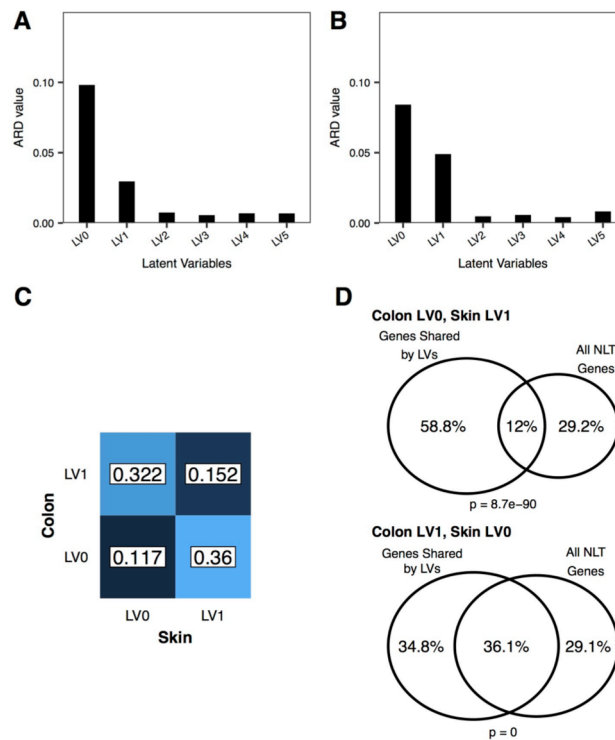 A
ARD value
0.10
0.05
0.00
LV0
LV1
LV2
LV3
LV4
LV5
Latent Variables
B
ARD value
0.10
0.05
0.00
LV0
LV1
LV2
LV3
LV4
LV5
Latent Variables
C
Colon
LV1
0.322
0.152
LV0
0.117
0.36
LV0
LV1
Skin
D
Colon LV0, Skin LV1
Genes Shared
by LVs
All NLT
Genes
58.8%
12%
29.2%
p = 8.7e−90
Colon LV1, Skin LV0
Genes Shared
by LVs
All NLT
Genes
34.8%
36.1%
29.1%
p = 0